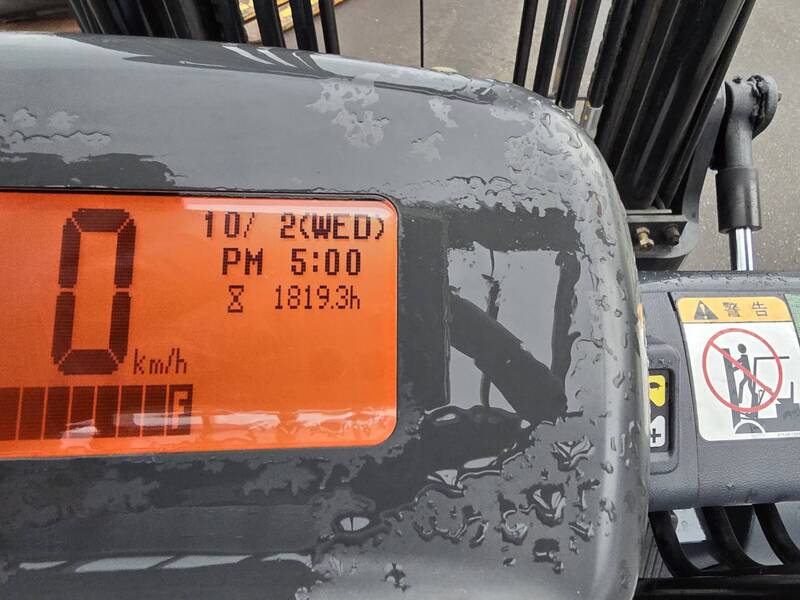 0 km/h
10/ 2(WED)
PM 5:00
1819.3h
F
警告